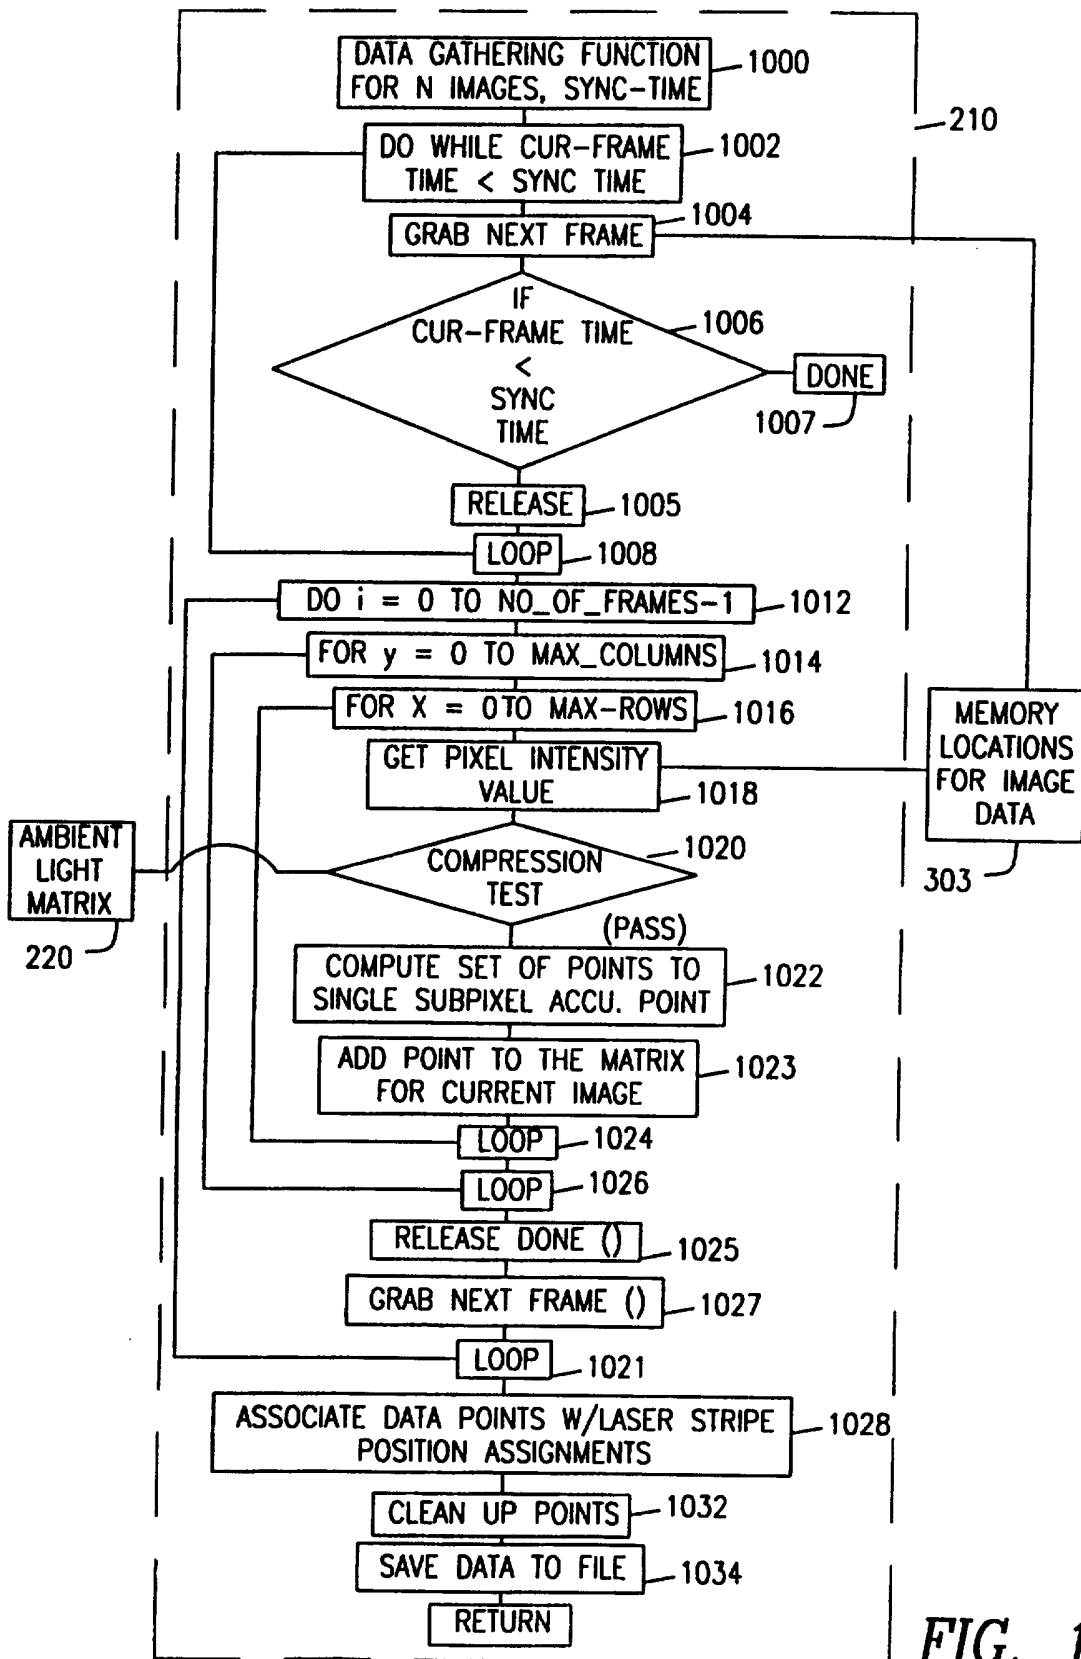 DATA GATHERING FUNCTION
FOR N IMAGES, SYNC-TIME
1000
210
DO WHILE CUR-FRAME
TIME < SYNC TIME
1002
1004
GRAB NEXT FRAME
IF
CUR-FRAME TIME
<
SYNC
TIME
1006
DONE
1007
RELEASE
1005
LOOP
1008
DO i = 0 TO NO_OF_FRAMES-1
1012
FOR y = 0 TO MAX_COLUMNS
1014
FOR X = 0 TO MAX-ROWS
1016
GET PIXEL INTENSITY
VALUE
1018
MEMORY
LOCATIONS
FOR IMAGE
DATA
303
AMBIENT
LIGHT
MATRIX
220
COMPRESSION
TEST
1020
(PASS)
COMPUTE SET OF POINTS TO
SINGLE SUBPIXEL ACCU. POINT
1022
ADD POINT TO THE MATRIX
FOR CURRENT IMAGE
1023
LOOP
1024
LOOP
1026
RELEASE DONE ()
1025
GRAB NEXT FRAME ()
1027
LOOP
1021
ASSOCIATE DATA POINTS W/LASER STRIPE
POSITION ASSIGNMENTS
1028
CLEAN UP POINTS
1032
SAVE DATA TO FILE
1034
RETURN
FIG. 1